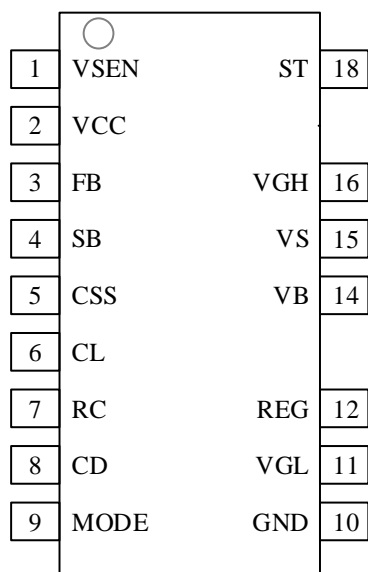 1 VSEN ST 18
2 VCC
3 FB VGH 16
4 SB VS 15
5 CSS VB 14
6 CL
7 RC REG 12
8 CD VGL 11
9 MODE GND 10